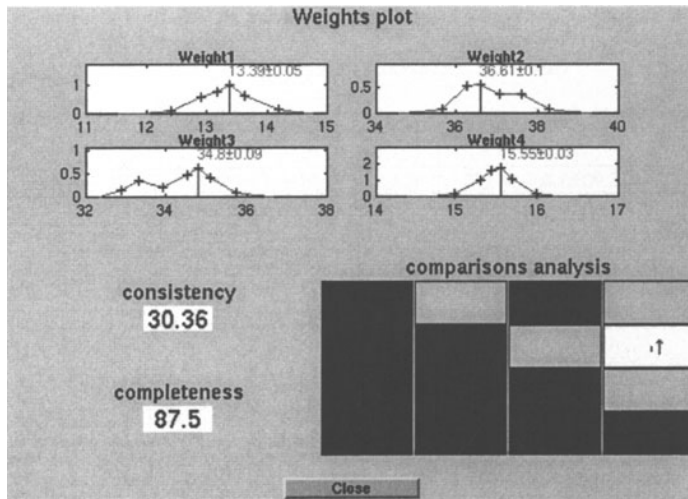 Weights plot
Weight1
13.39±0.05
1
0
11 12 13 14 15
Weight2
36.61±0.1
0.5
0
34 36 38 40
Weight3
34.8±0.09
1
0.5
0
32 34 36 38
Weight4
15.55±0.03
2
1
0
14 15 16 17
consistency
30.36
completeness
87.5
comparisons analysis
Close